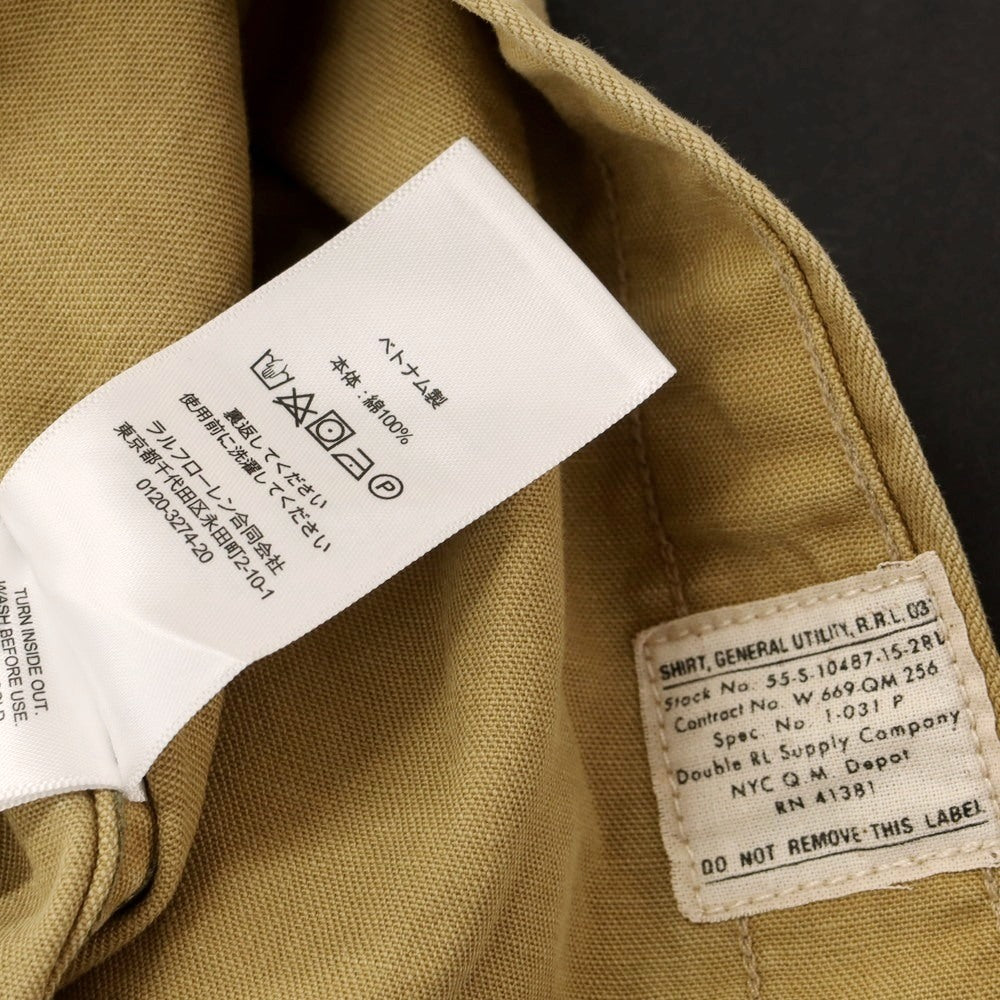 ベトナム製
本体：綿100%
P
裏返してください
使用前に洗濯してください
ラルフローレン合同会社
東京都千代田区永田町2-10-1
0120-3274-20
TURN INSIDE OUT.
WASH BEFORE USE.
SHIRT, GENERAL UTILITY, R.R.L. 03
Stock No. 55-S-10487-15-28L
Contract No. W 669 QM 256
Spec. No. 1-031 P
Double RL Supply Company
NYC Q.M. Depot
RN 41381
DO NOT REMOVE THIS LABEL